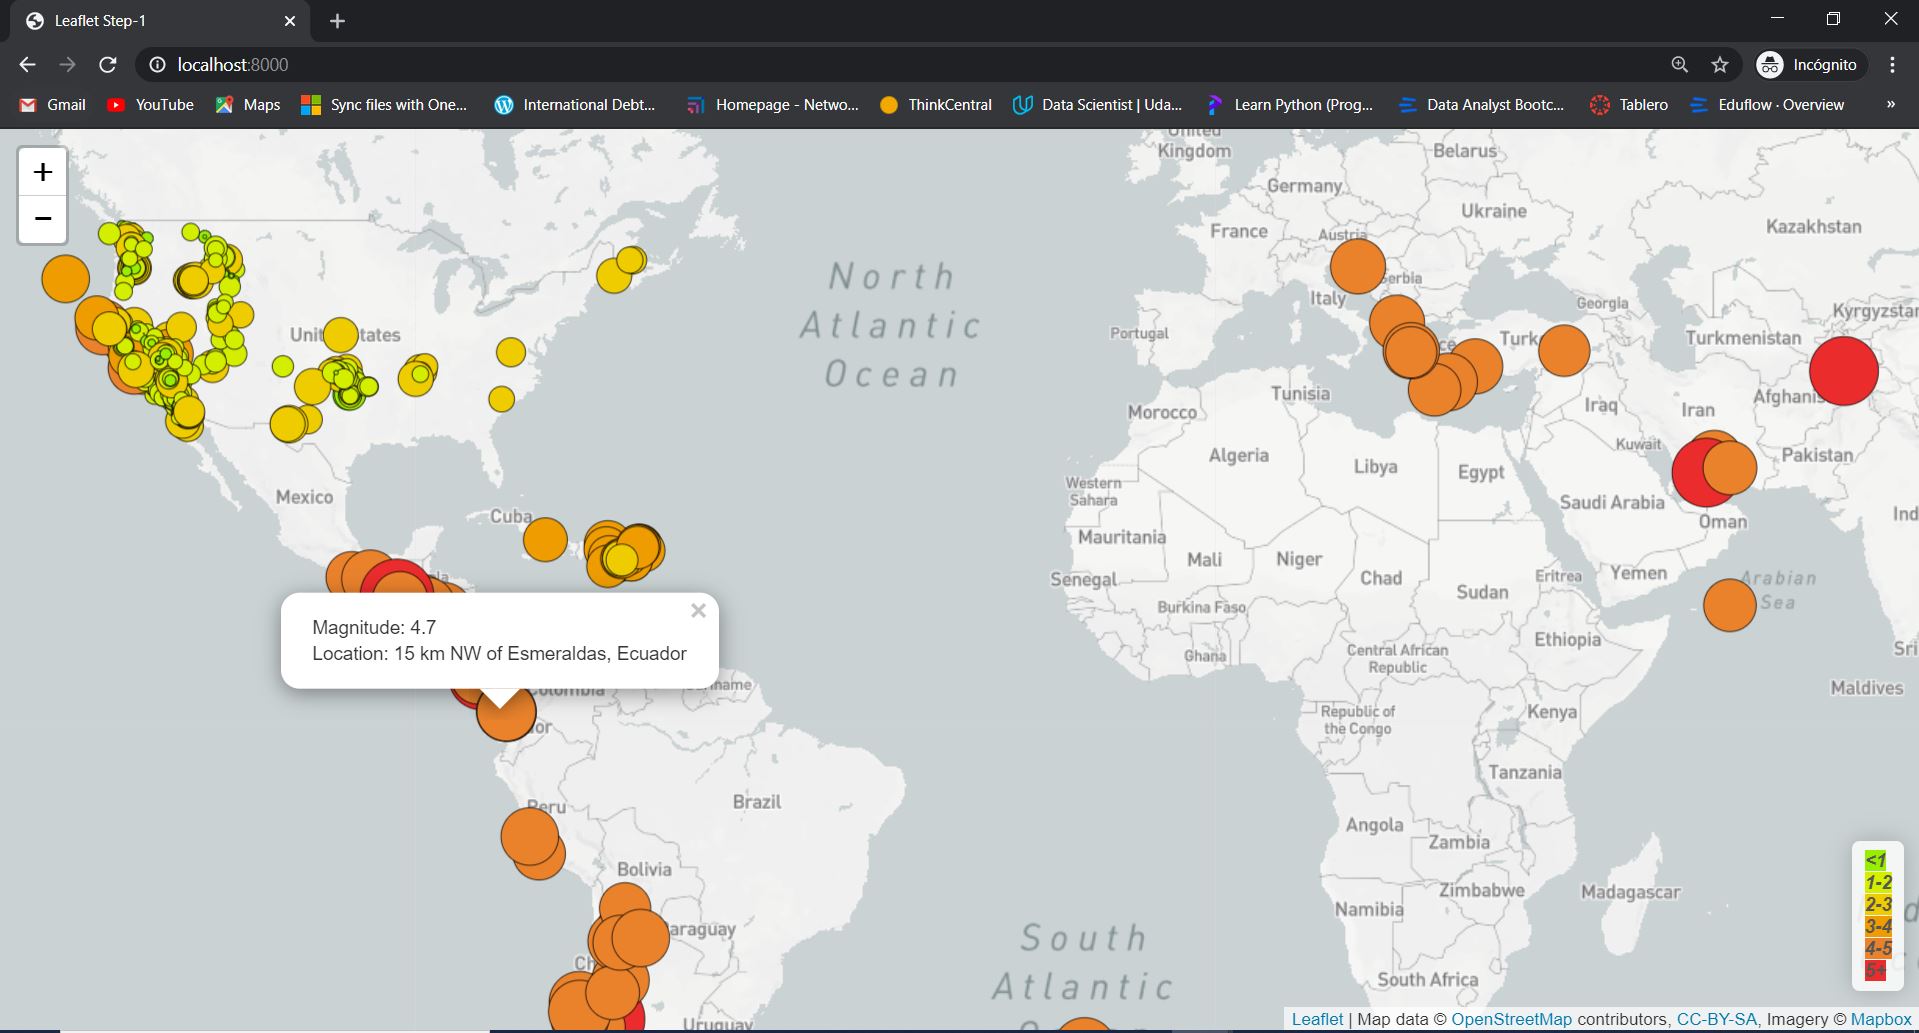 Leaflet Step-1
localhost:8000
Incógnito
Gmail
YouTube
Maps
Sync files with One...
International Debt...
Homepage - Netwo...
ThinkCentral
Data Scientist | Uda...
Learn Python (Prog...
Data Analyst Bootc...
Tablero
Eduflow · Overview
»
+
−
United
Kingdom
Belarus
Germany
Ukraine
Kazakhstan
France
Austria
Serbia
Italy
Georgia
Kyrgyzstan
North
Atlantic
Ocean
United States
Portugal
Turkmenistan
Tunisia
Afghanis
Iraq
Iran
Morocco
Kuwait
Pakistan
Algeria
Libya
Egypt
Western
Sahara
Saudi Arabia
Oman
Ind
Mexico
Cuba
Mauritania
Mali
Niger
Chad
Sudan
Senegal
Eritrea
Yemen
Arabian
Sea
Burkina Faso
Magnitude: 4.7
Location: 15 km NW of Esmeraldas, Ecuador
×
Ghana
Central African
Republic
Ethiopia
Sri
Colombia
Maldives
Republic of
the Congo
Kenya
Tanzania
Peru
Brazil
Angola
Zambia
Bolivia
Zimbabwe
Madagascar
Namibia
araguay
South
Atlantic
South Africa
Uruguay
<1
1-2
2-3
3-4
4-5
5+
Leaflet | Map data © OpenStreetMap contributors, CC-BY-SA, Imagery © Mapbox